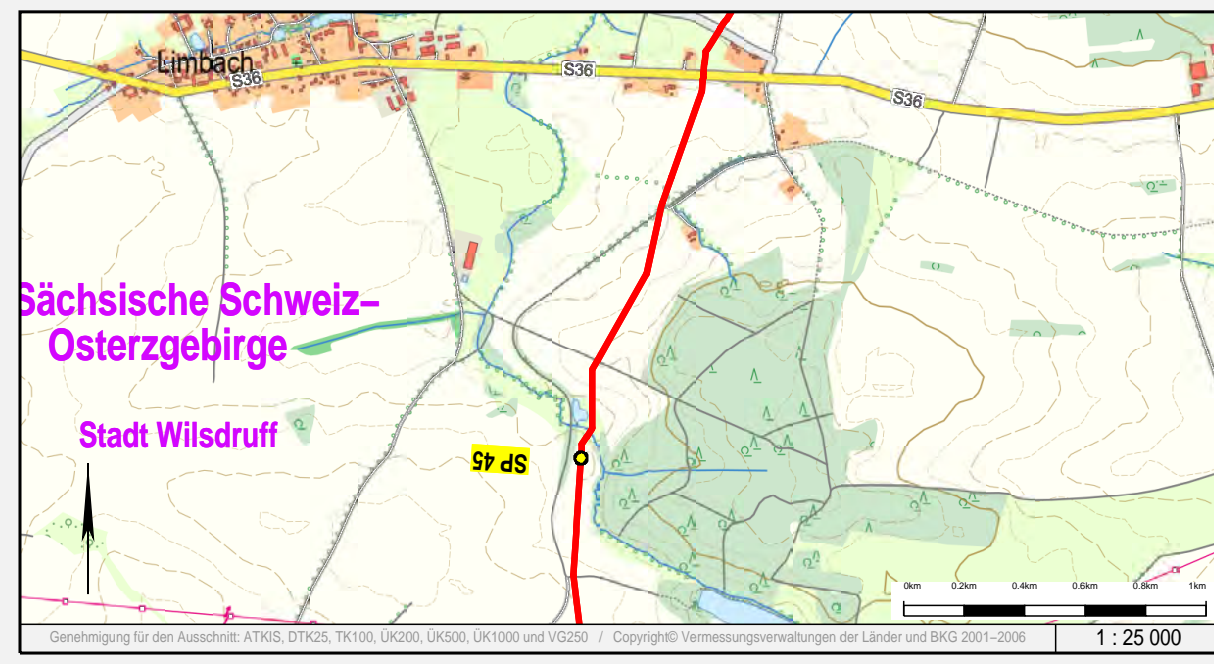 Limbach
S36
S36
S36
Sächsische Schweiz–
Osterzgebirge
Stadt Wilsdruff
SP 45
0km 0.2km 0.4km 0.6km 0.8km 1km
Genehmigung für den Ausschnitt: ATKIS, DTK25, TK100, ÜK200, ÜK500, ÜK1000 und VG250 / Copyright© Vermessungsverwaltungen der Länder und BKG 2001–2006
1 : 25 000